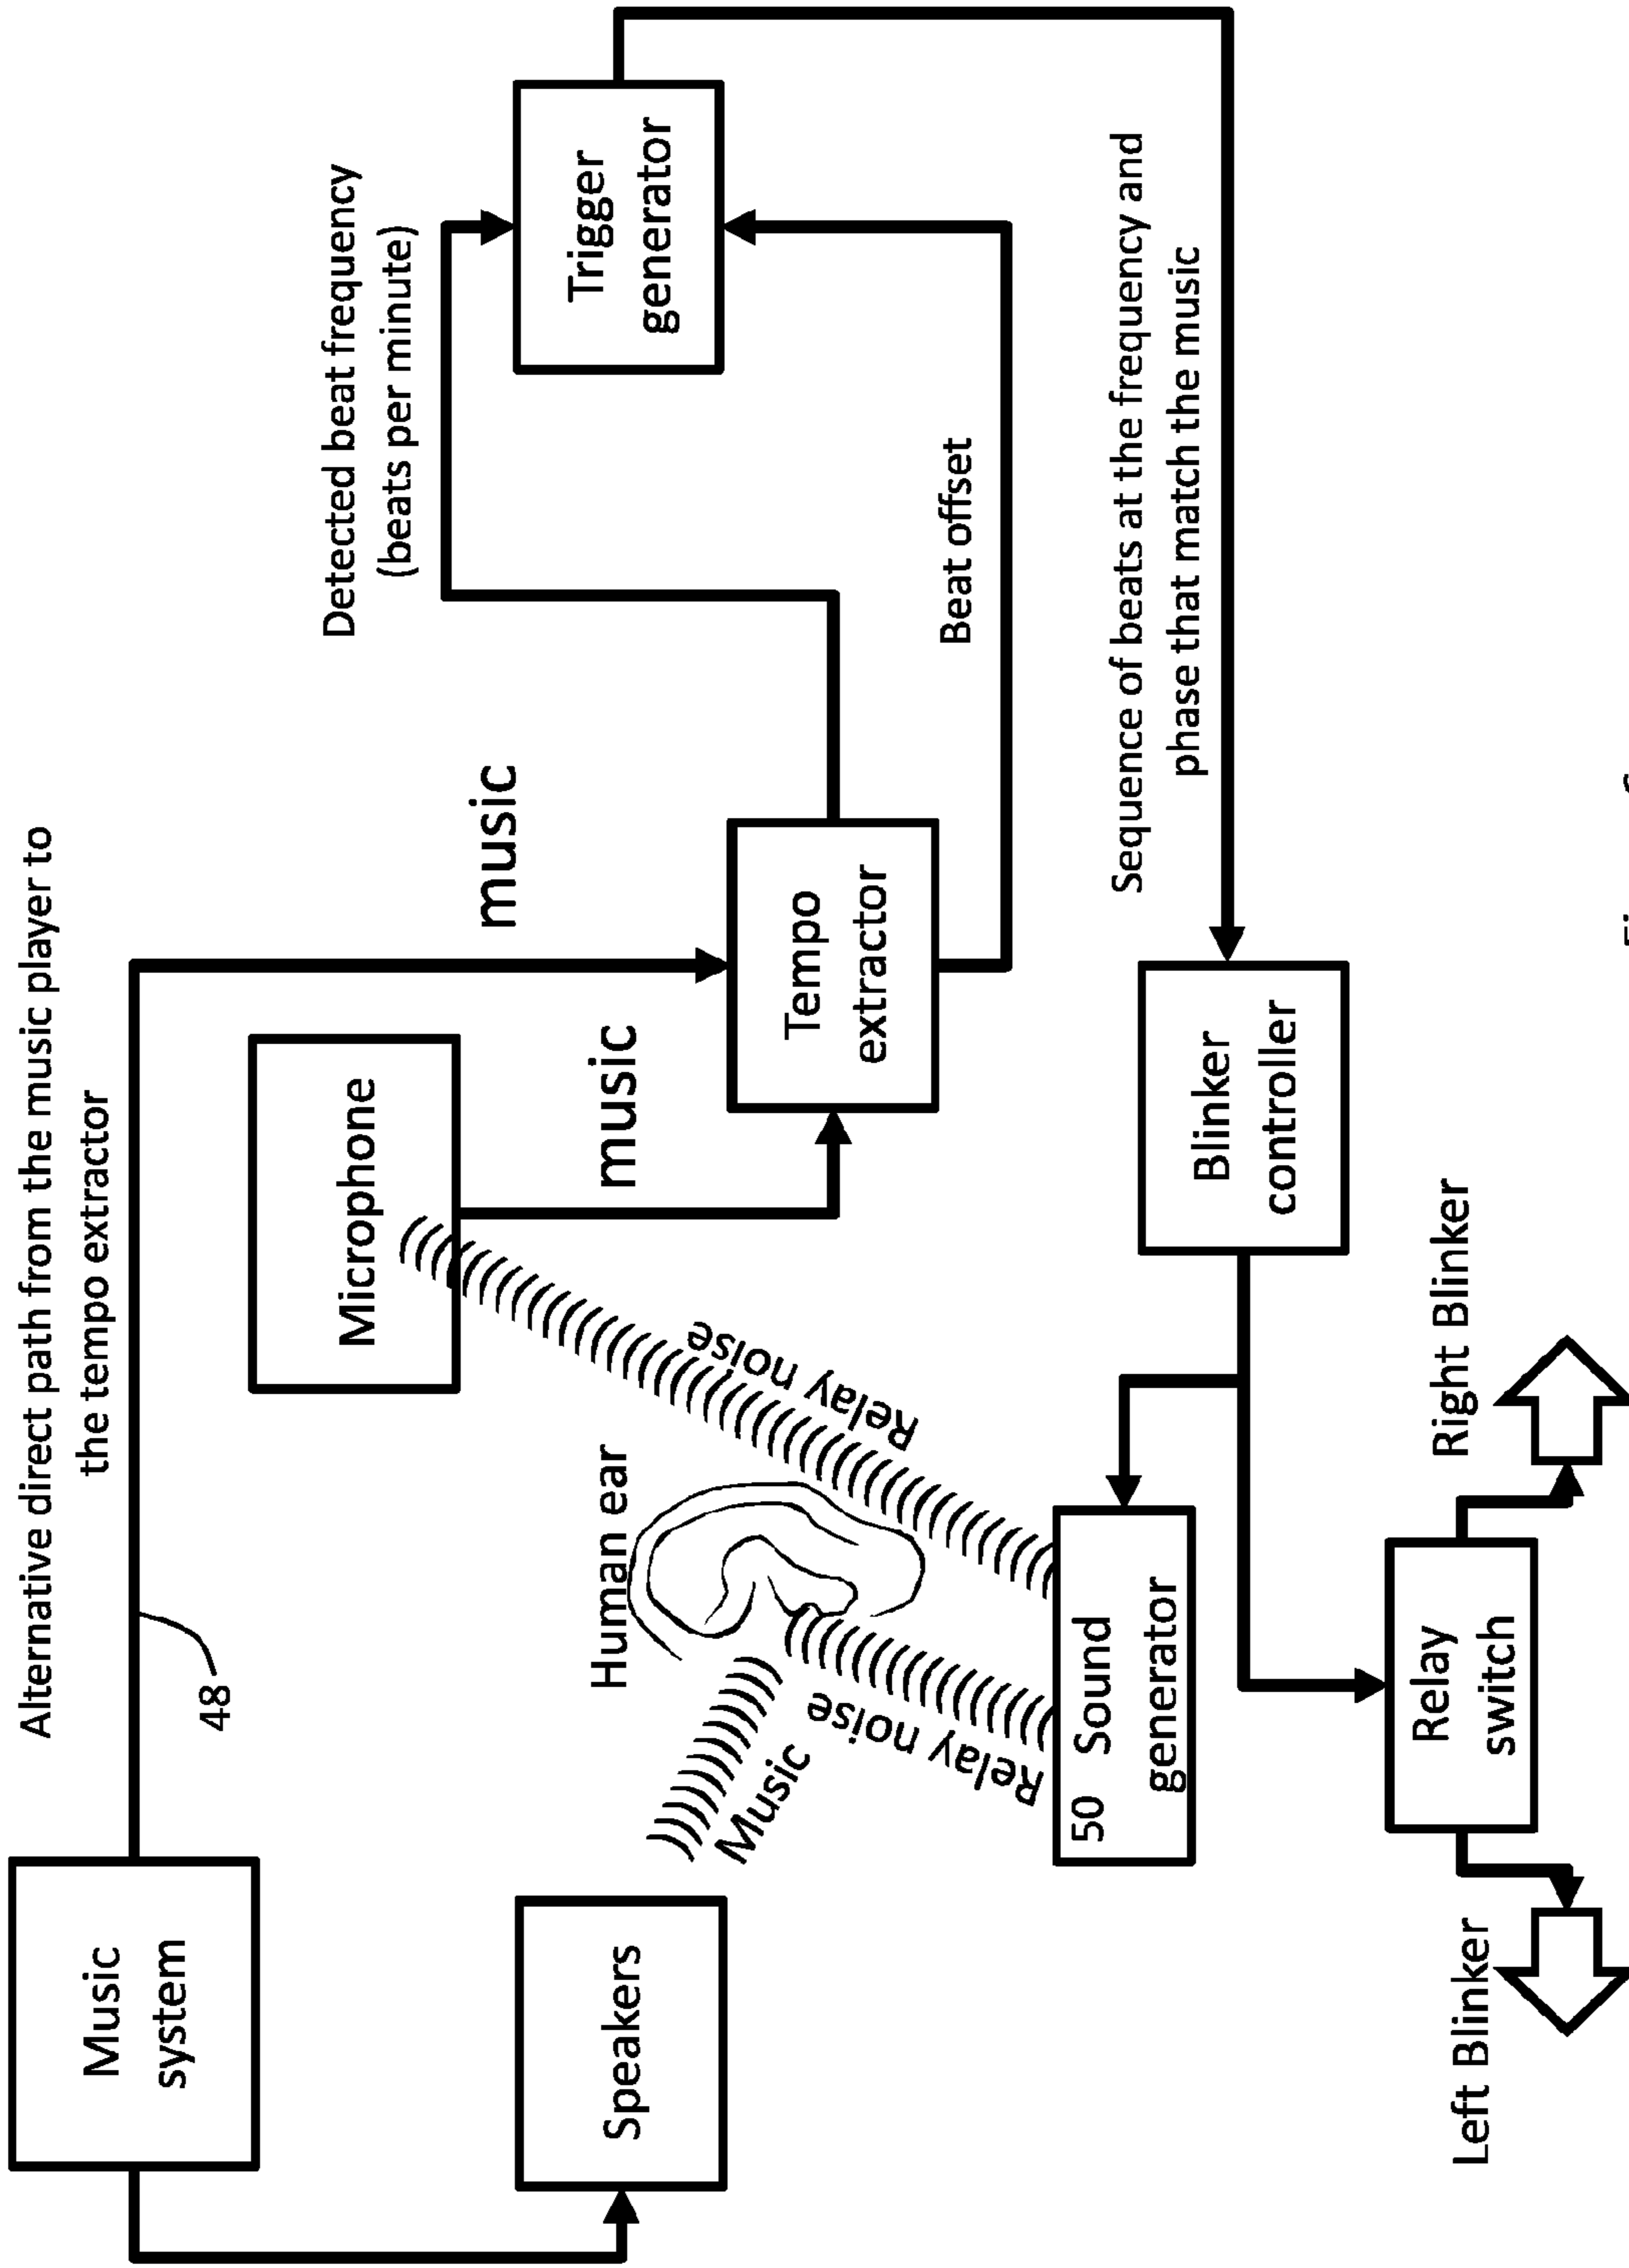 Alternative direct path from the music player to
the tempo extractor
48
Music
system
Speakers
Music
Human ear
Microphone
Relay noise
Relay noise
music
music
Tempo
extractor
Detected beat frequency
(beats per minute)
Trigger
generator
Beat offset
Sequence of beats at the frequency and
phase that match the music
Blinker
controller
50 Sound
generator
Relay
switch
Left Blinker
Right Blinker